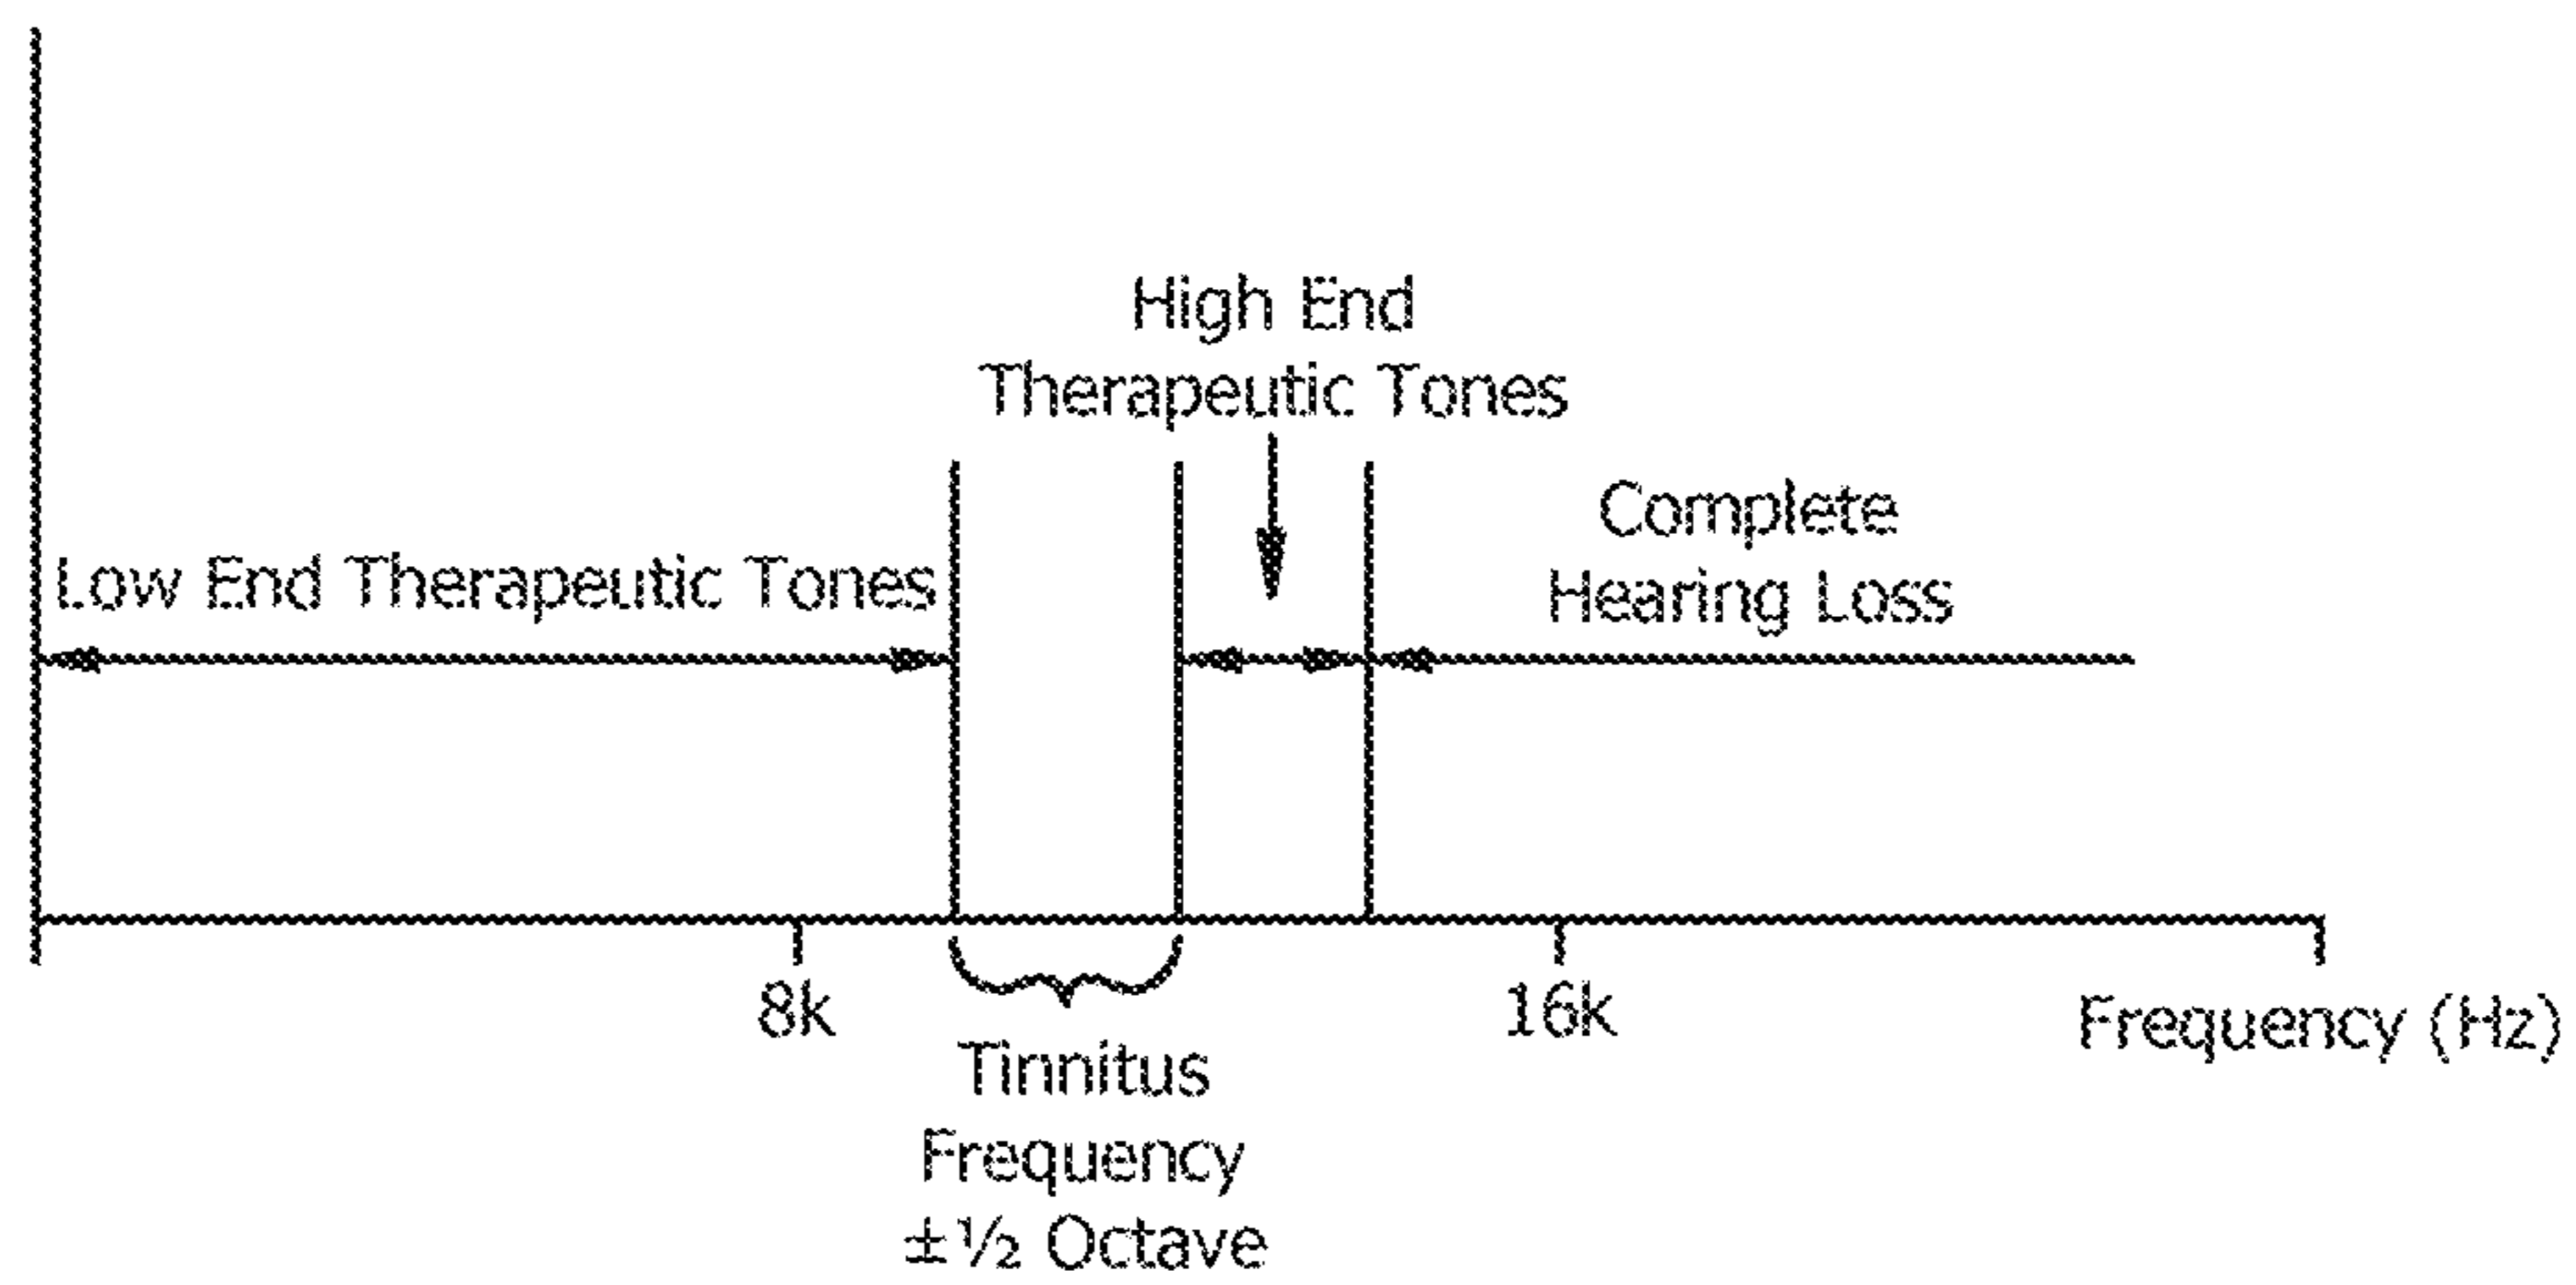 High End
Therapeutic Tones
Complete
Hearing Loss
Low End Therapeutic Tones
8k
16k
Frequency (Hz)
Tinnitus
Frequency
±½ Octave